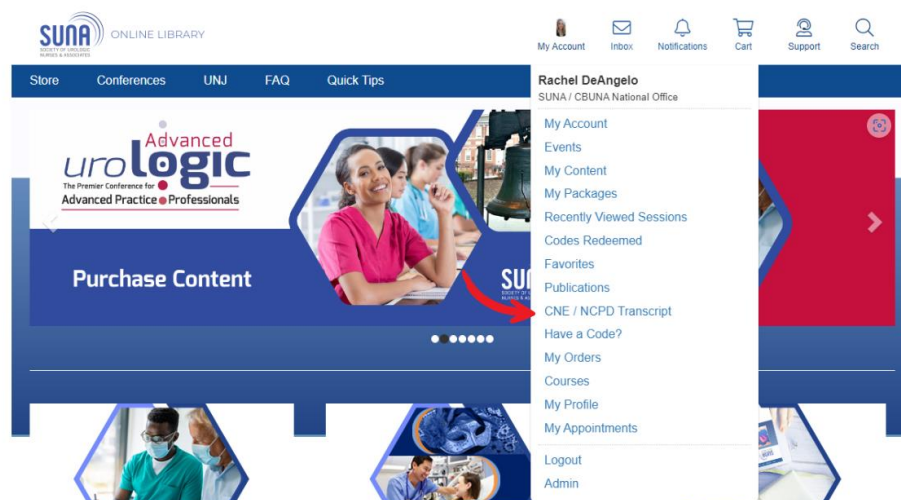 SUNA
SOCIETY OF UROLOGIC
NURSES & ASSOCIATES
ONLINE LIBRARY
My Account
Inbox
Notifications
Cart
Support
Search
Store
Conferences
UNJ
FAQ
Quick Tips
Rachel DeAngelo
SUNA / CBUNA National Office
My Account
Events
My Content
My Packages
Recently Viewed Sessions
Codes Redeemed
Favorites
Publications
CNE / NCPD Transcript
Have a Code?
My Orders
Courses
My Profile
My Appointments
Logout
Admin
Advanced
urologic
The Premier Conference for
Advanced Practice Professionals
Purchase Content